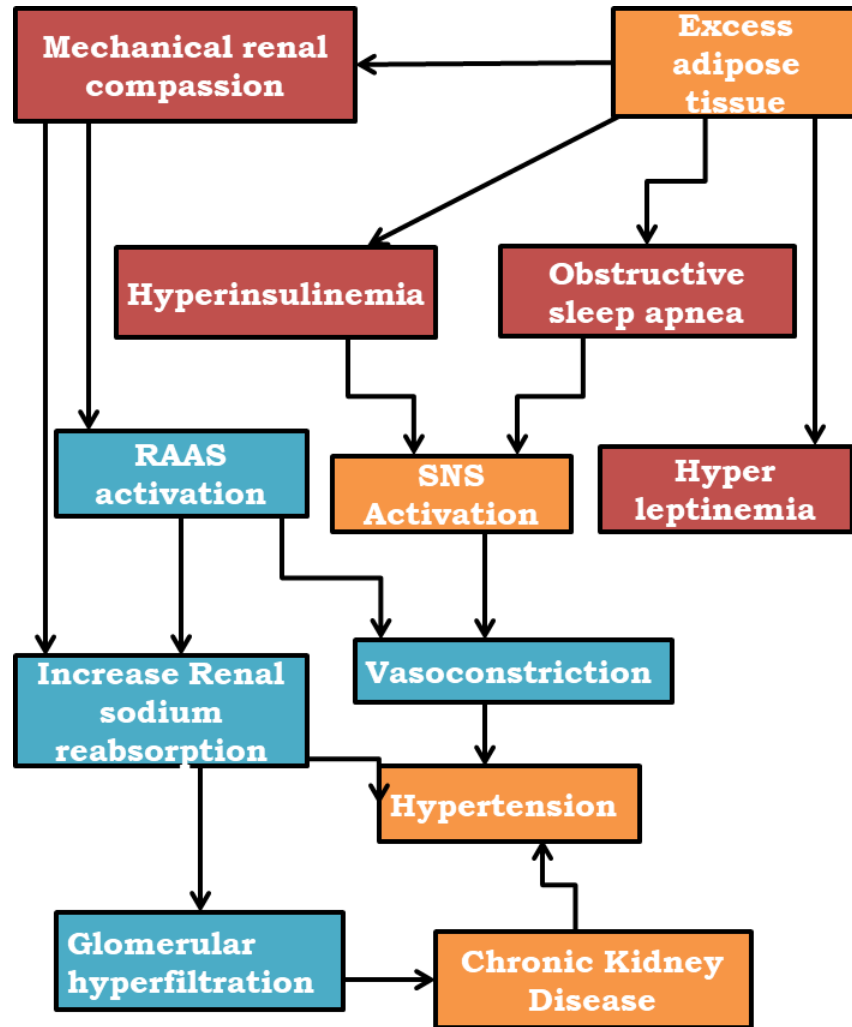 Mechanical renal
compassion
Excess
adipose
tissue
Hyperinsulinemia
Obstructive
sleep apnea
RAAS
activation
SNS
Activation
Hyper
leptinemia
Increase Renal
sodium
reabsorption
Vasoconstriction
Hypertension
Glomerular
hyperfiltration
Chronic Kidney
Disease